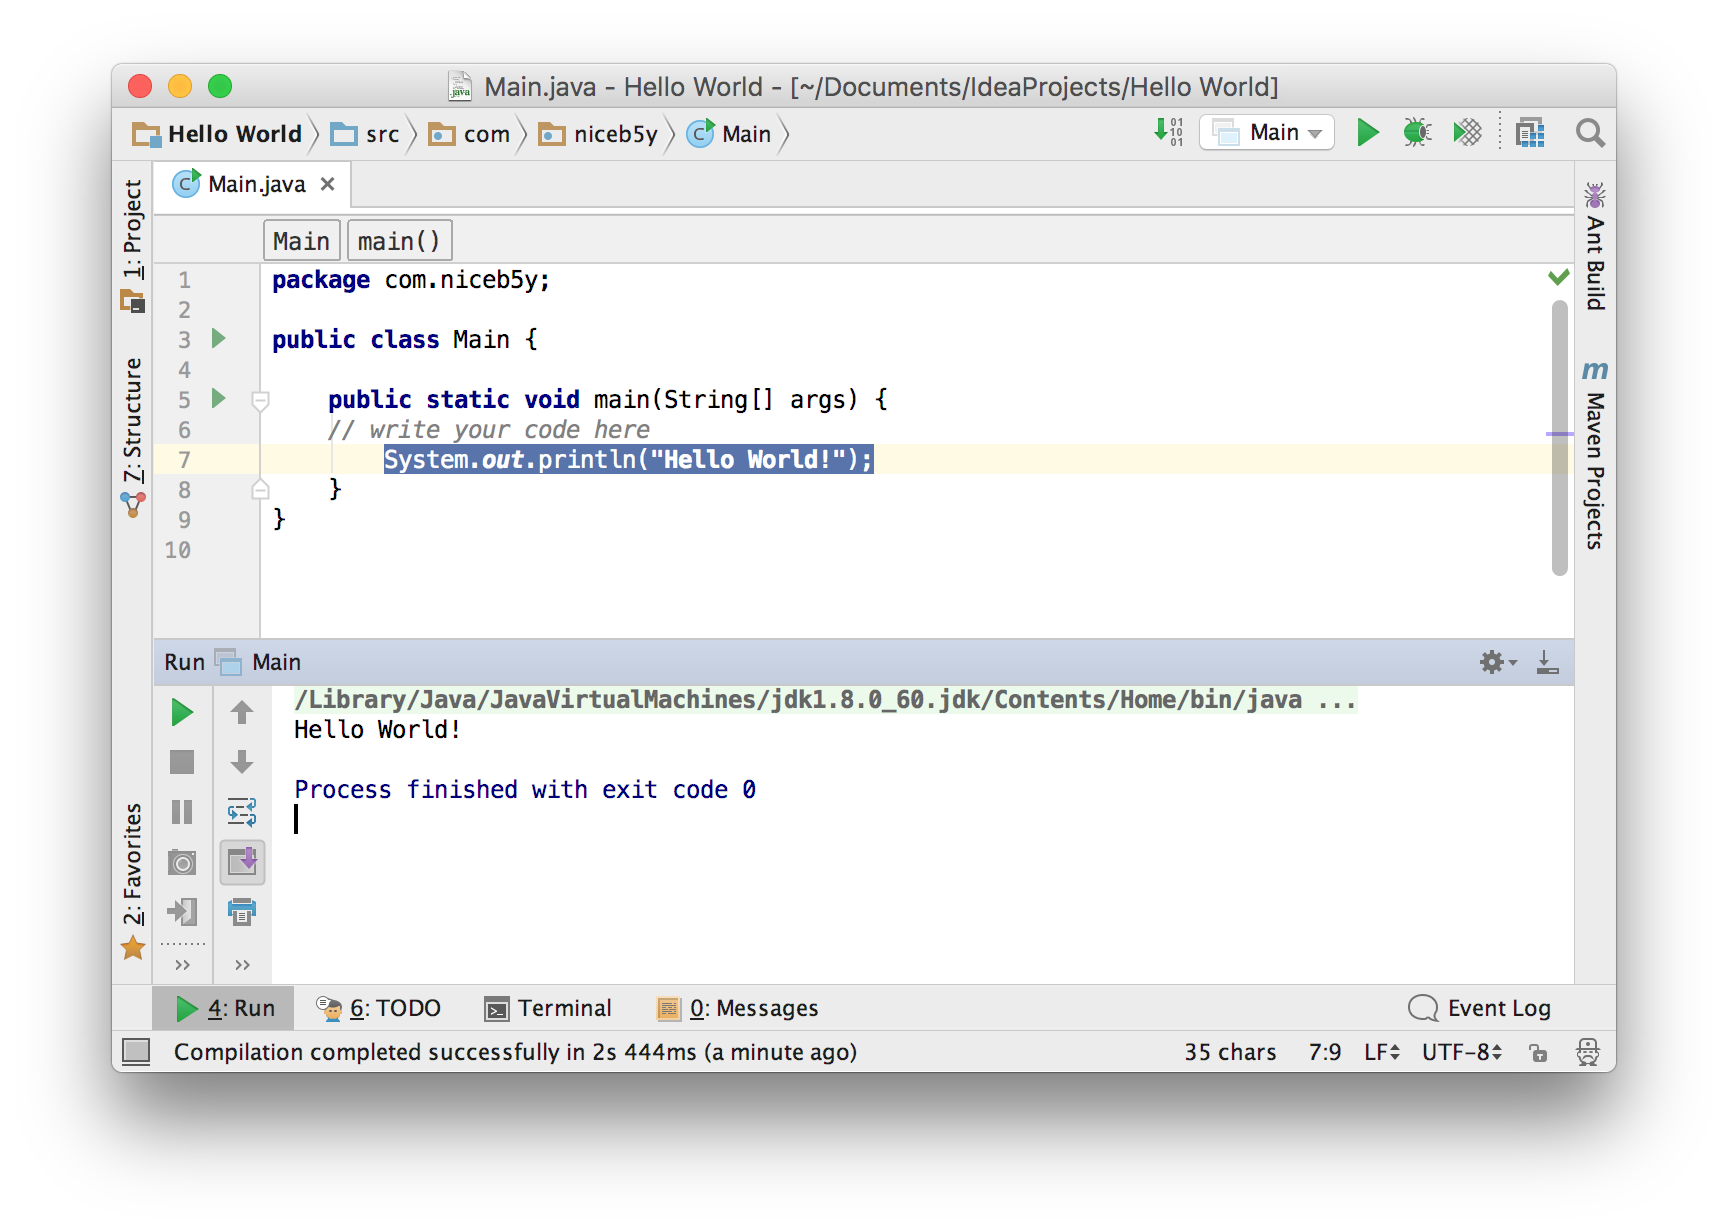 Main.java - Hello World - [~/Documents/IdeaProjects/Hello World]
Hello World src com niceb5y Main
Main
Main.java
1: Project
7: Structure
2: Favorites
Ant Build
Maven Projects
Main main()
1 package com.niceb5y;
2
3 public class Main {
4
5 public static void main(String[] args) {
6 // write your code here
7 System.out.println("Hello World!");
8 }
9 }
10
Run Main
/Library/Java/JavaVirtualMachines/jdk1.8.0_60.jdk/Contents/Home/bin/java ...
Hello World!
Process finished with exit code 0
4: Run 6: TODO Terminal 0: Messages Event Log
Compilation completed successfully in 2s 444ms (a minute ago) 35 chars 7:9 LF UTF-8